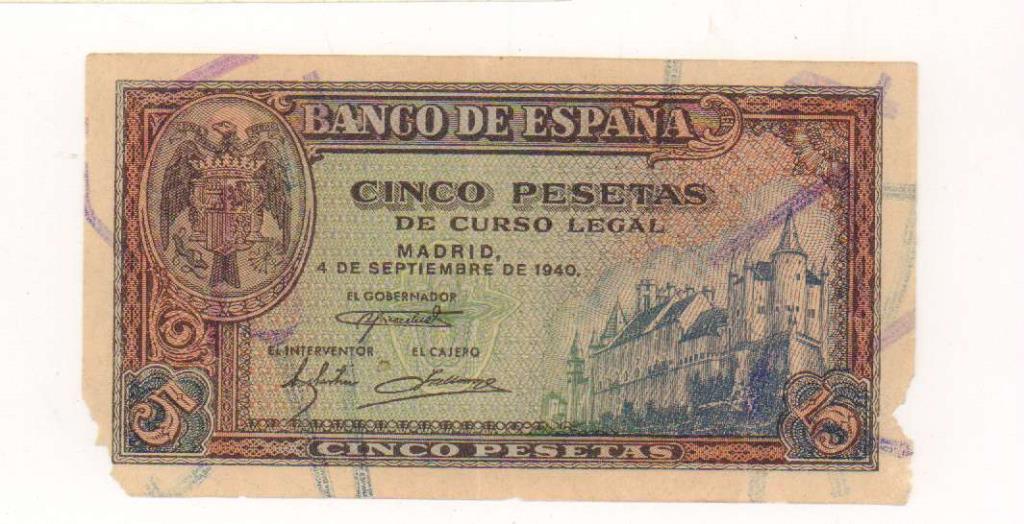 BANCO DE ESPAÑA
CINCO PESETAS
DE CURSO LEGAL
MADRID,
4 DE SEPTIEMBRE DE 1940.
EL GOBERNADOR
EL INTERVENTOR EL CAJERO
5 5
CINCO PESETAS